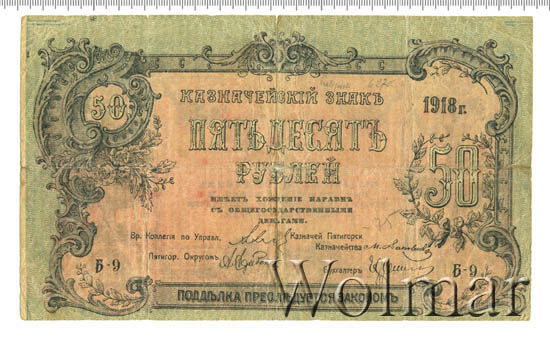 50
КАЗНАЧЕЙСКІЙ ЗНАКЪ
1918 г.
ПЯТЬДЕСЯТЪ
РУБЛЕЙ
50
ИМѢЕТЪ ХОЖДЕНІЕ НАРАВНѢ
СЪ ОБЩЕГОСУДАРСТВЕННЫМИ
ДЕНЬГАМИ.
Вр. Коллегія по Управл.
Казначей Пятигорск.
Казначейства
Пятигор. Округомъ
Б-9
Бухгалтеръ
Б-9
ПОДДѢЛКА ПРЕСЛѢДУЕТСЯ ЗАКОНОМЪ
Wolmar